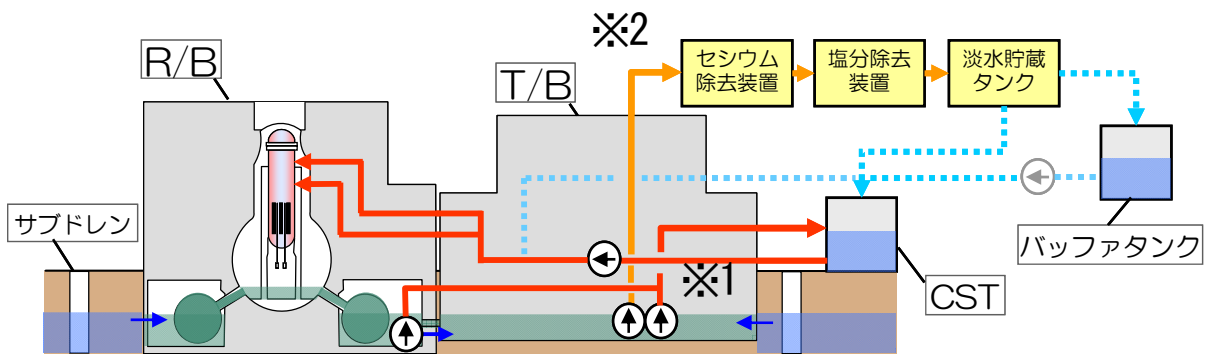 ※2
R/B
T/B
セシウム
除去装置
塩分除去
装置
淡水貯蔵
タンク
サブドレン
バッファタンク
※1
CST